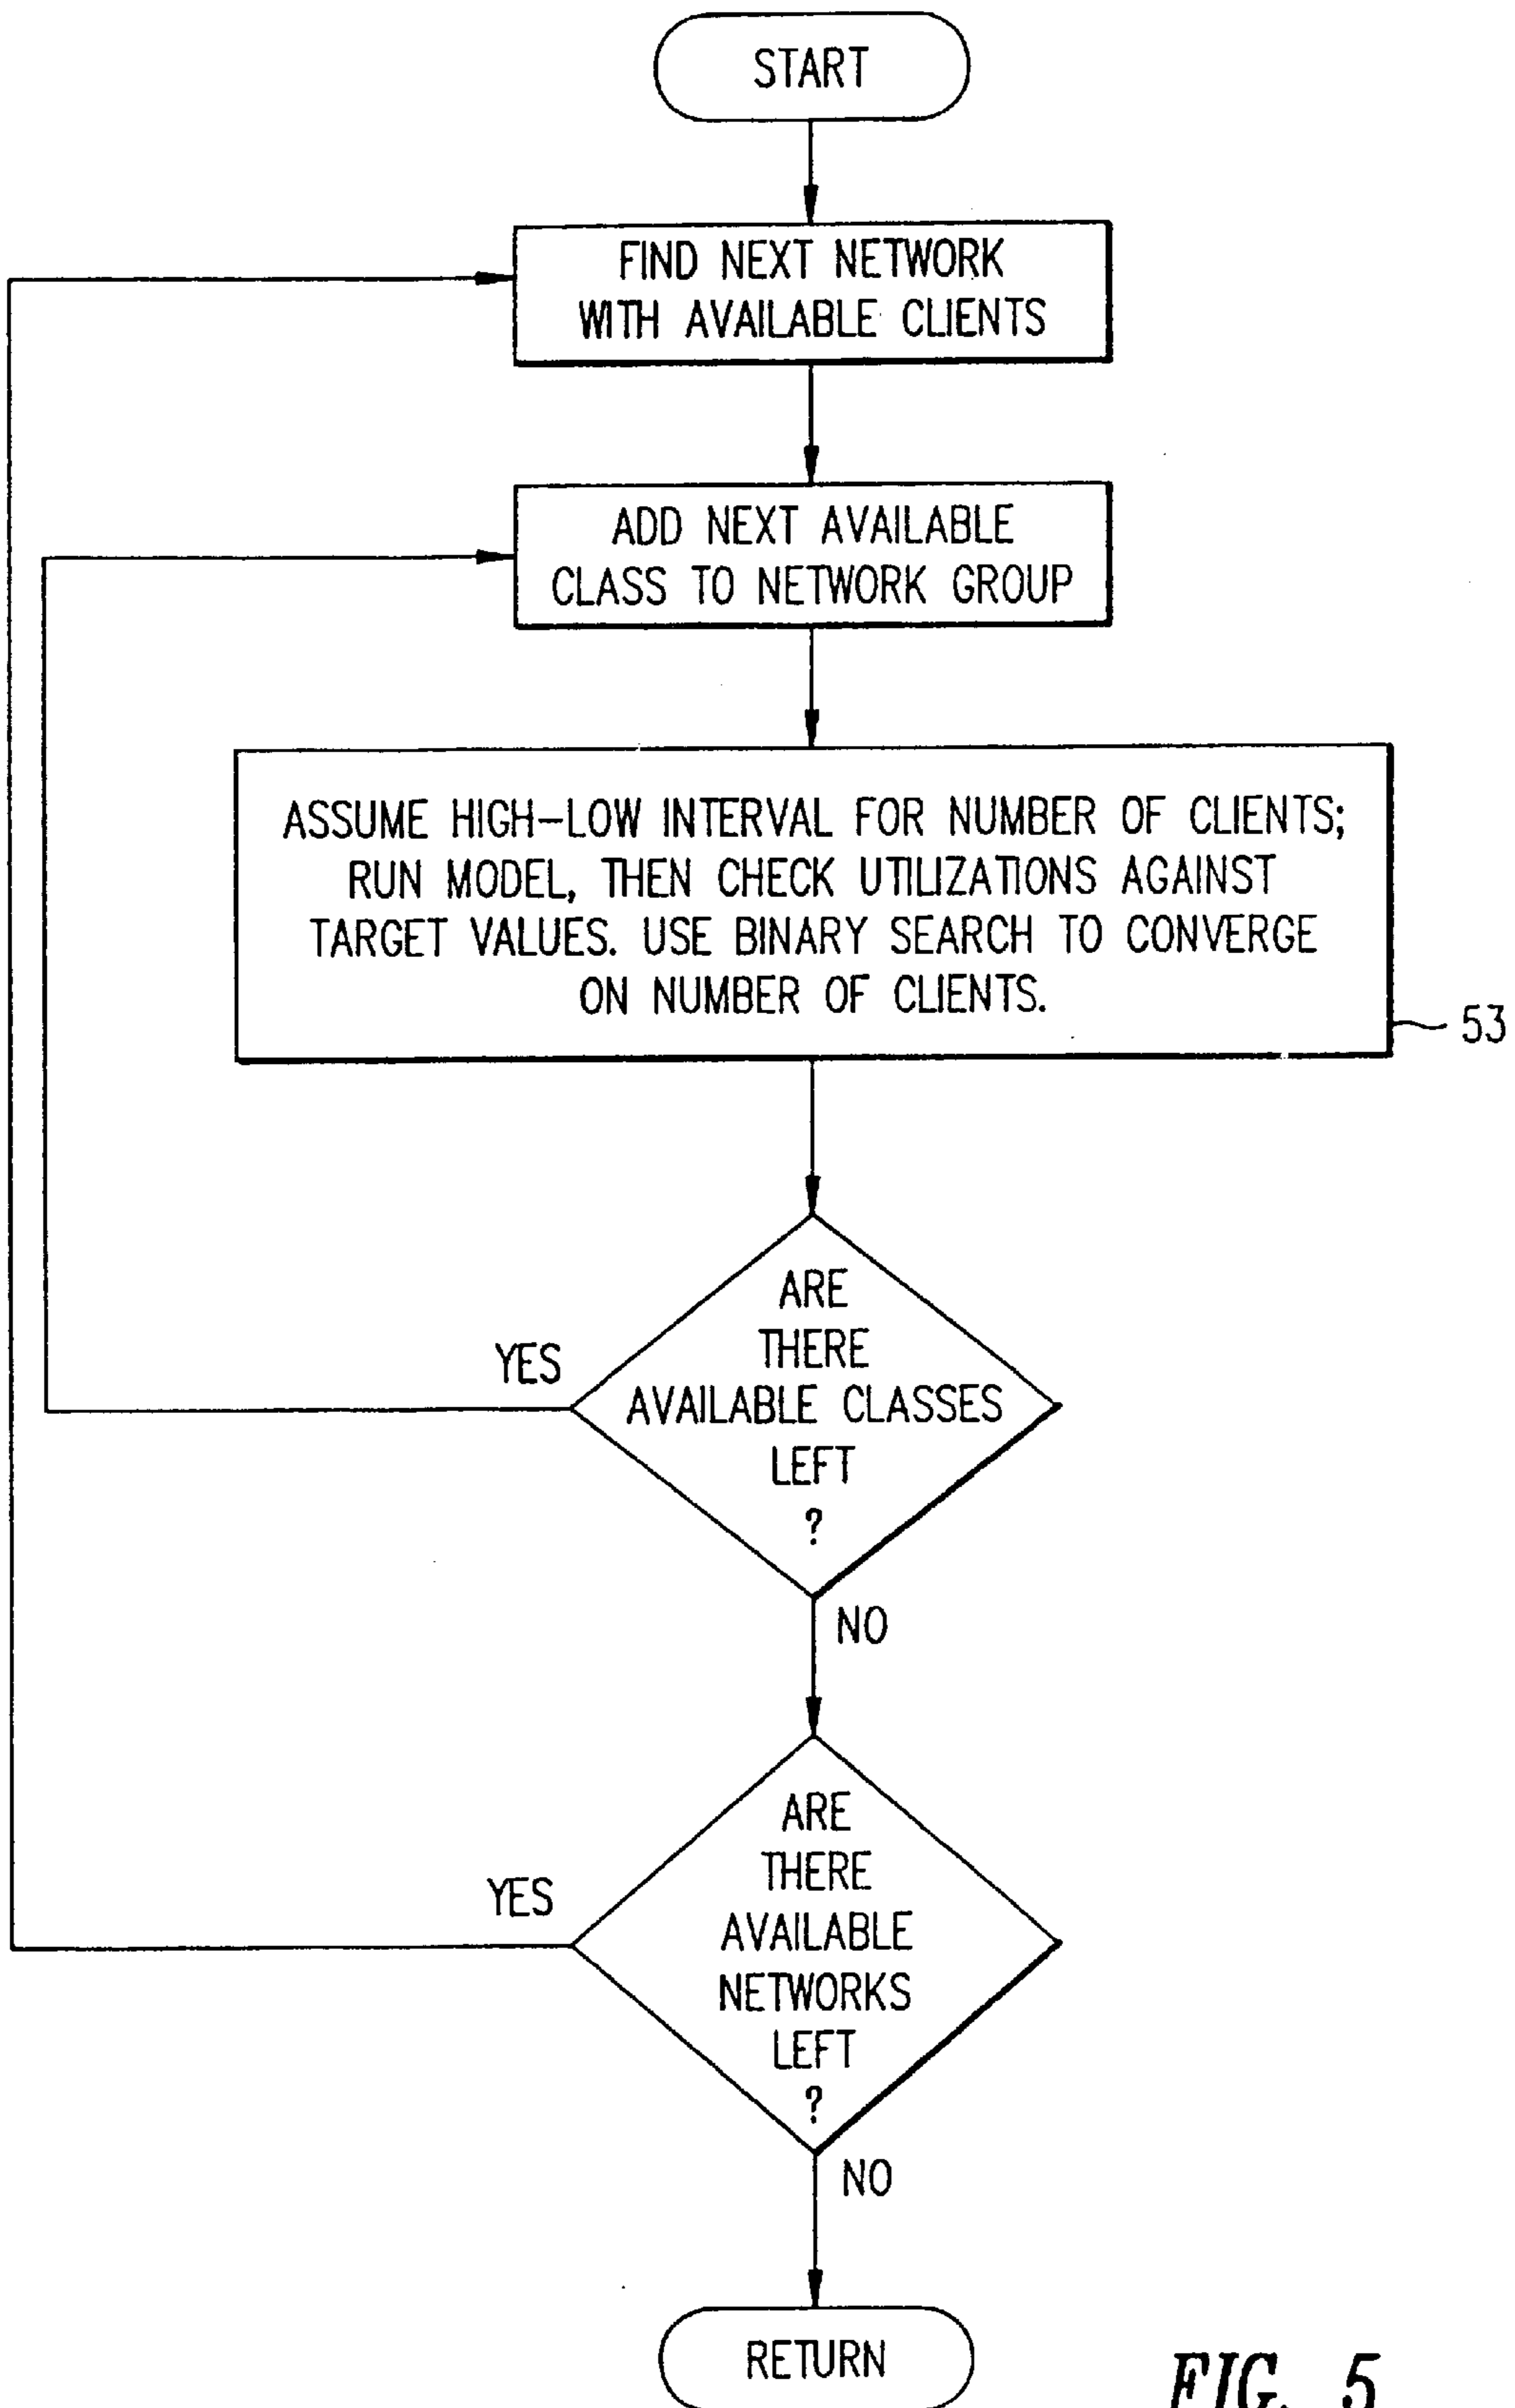 START
FIND NEXT NETWORK
WITH AVAILABLE CLIENTS
ADD NEXT AVAILABLE
CLASS TO NETWORK GROUP
ASSUME HIGH-LOW INTERVAL FOR NUMBER OF CLIENTS;
RUN MODEL, THEN CHECK UTILIZATIONS AGAINST
TARGET VALUES. USE BINARY SEARCH TO CONVERGE
ON NUMBER OF CLIENTS.
53
ARE
THERE
AVAILABLE CLASSES
LEFT
?
YES
NO
ARE
THERE
AVAILABLE
NETWORKS
LEFT
?
YES
NO
RETURN
FIG. 5